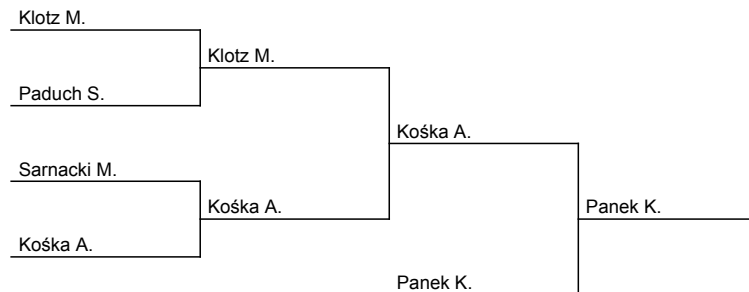 Klotz M.
Klotz M.
Paduch S.
Kośka A.
Sarnacki M.
Kośka A.
Panek K.
Kośka A.
Panek K.